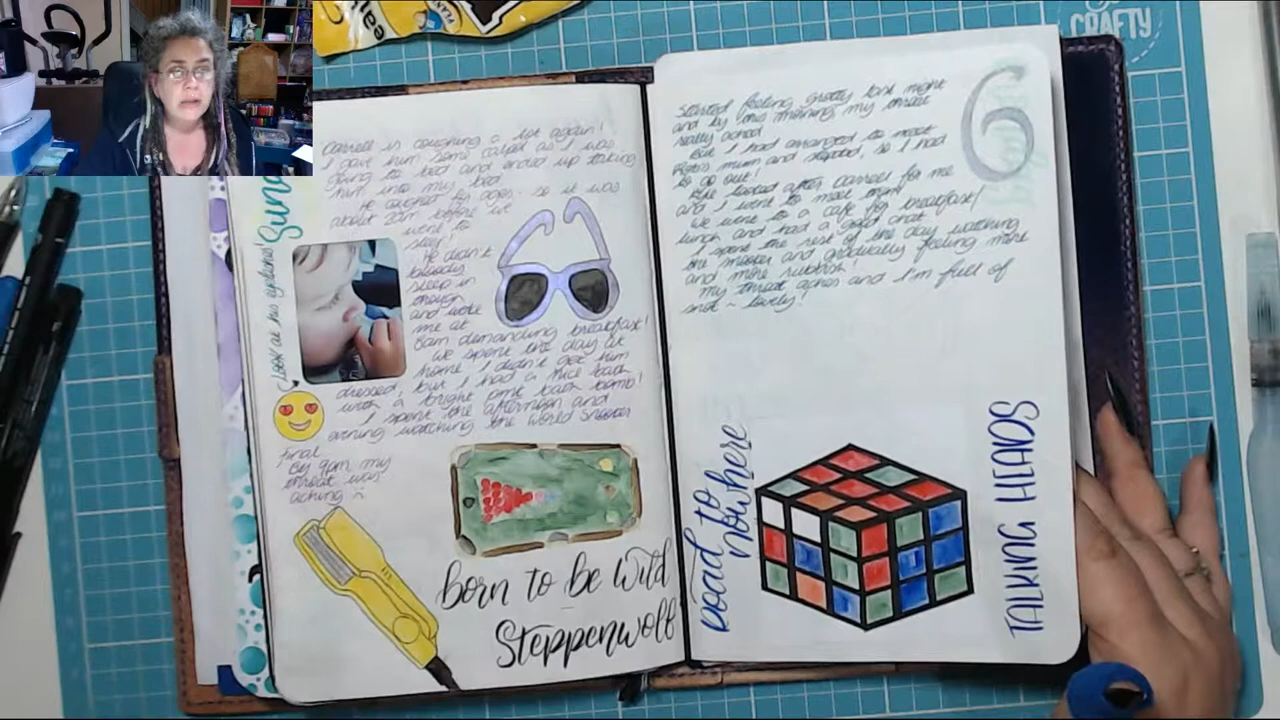 CRAFTY
Sund
Darrell is coughing a lot again!
I gave him some calpol as I was
going to bed and ended up taking
him into my bed.
He coughed for ages - so it was
about 2am before we
went to
sleep!
He didn't
already
sleep in
though
and woke
me at
8am demanding breakfast!
we spent the day at
home. I didn't get him
dressed, but I had a nice bath
with a bright pink bath bomb!
I spent the afternoon and
evening watching the World Snooker
final
By 9pm my
throat was
aching
Look at his eyelashes!
Born to be Wild
Steppenwolf
6
Started feeling grotty last night
and by this morning my throat
really ached
But I had arranged to meet
mum and so I had
to go out!
looked after Darrell for me
and I went to meet mum!
We went to a cafe for breakfast/
lunch and had a good chat
I spent the rest of the day watching
the snooker and gradually feeling more
and more rubbish!
My throat aches and I'm full of
snot ~ lovely!
Road to
nowhere
TALKING HEADS